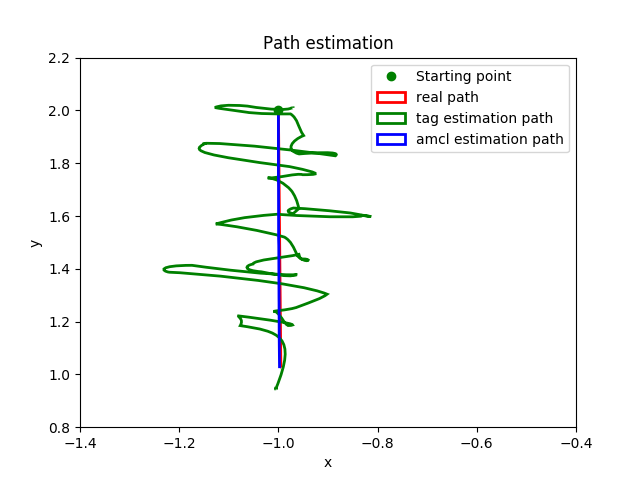 Path estimation
Starting point
real path
tag estimation path
amcl estimation path
y
2.2
2.0
1.8
1.6
1.4
1.2
1.0
0.8
−1.4 −1.2 −1.0 −0.8 −0.6 −0.4
x